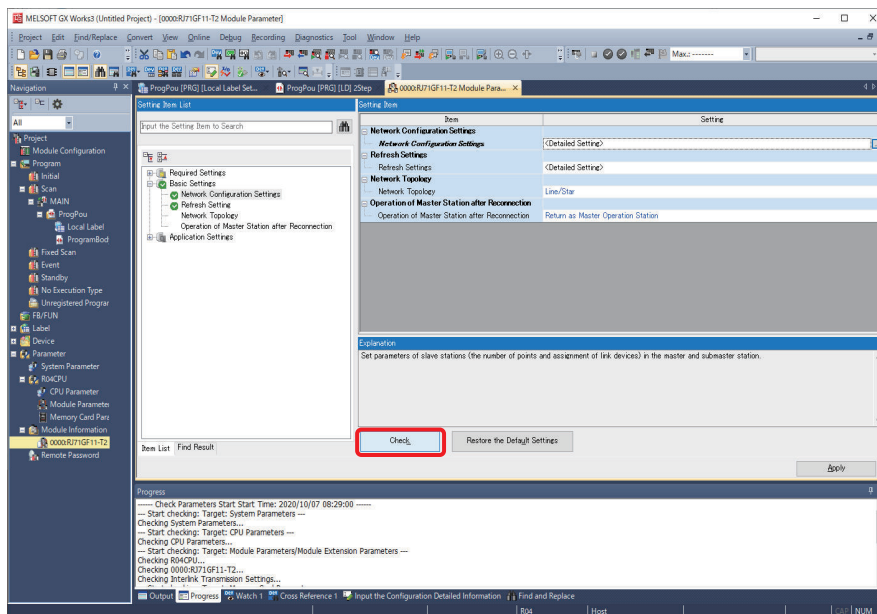 MELSOFT GX Works3 (Untitled Project) - [0000:RJ71GF11-T2 Module Parameter]
Project Edit Find/Replace Convert View Online Debug Recording Diagnostics Tool Window Help
Max.: -------
Navigation
ProgPou [PRG] [Local Label Set...
ProgPou [PRG] [LD] 2Step
0000:RJ71GF11-T2 Module Para...
All
Project
Module Configuration
Program
Initial
Scan
MAIN
ProgPou
Local Label
ProgramBod
Fixed Scan
Event
Standby
No Execution Type
Unregistered Prograr
FB/FUN
Label
Device
Parameter
System Parameter
R04CPU
CPU Parameter
Module Parameter
Memory Card Para
Module Information
0000:RJ71GF11-T2
Remote Password
Setting Item List
Input the Setting Item to Search
Required Settings
Basic Settings
Network Configuration Settings
Refresh Setting
Network Topology
Operation of Master Station after Reconnection
Application Settings
Item List Find Result
Setting Item
Item Setting
Network Configuration Settings
Network Configuration Settings <Detailed Setting>
Refresh Settings
Refresh Settings <Detailed Setting>
Network Topology
Network Topology Line/Star
Operation of Master Station after Reconnection
Operation of Master Station after Reconnection Return as Master Operation Station
Explanation
Set parameters of slave stations (the number of points and assignment of link devices) in the master and submaster station.
Check Restore the Default Settings
Apply
Progress
------ Check Parameters Start Start Time: 2020/10/07 08:29:00 ------
--- Start checking: Target: System Parameters ---
Checking System Parameters...
--- Start checking: Target: CPU Parameters ---
Checking CPU Parameters...
--- Start checking: Target: Module Parameters/Module Extension Parameters ---
Checking R04CPU...
Checking 0000:RJ71GF11-T2...
Checking Interlink Transmission Settings...
Output Progress Watch 1 Cross Reference 1 Input the Configuration Detailed Information Find and Replace
R04 Host CAP NUM